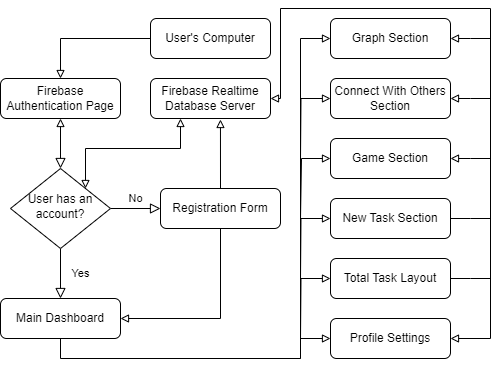 User's Computer
Graph Section
Firebase
Authentication Page
Firebase Realtime
Database Server
Connect With Others
Section
Game Section
User has an
account?
No
Registration Form
New Task Section
Yes
Total Task Layout
Main Dashboard
Profile Settings